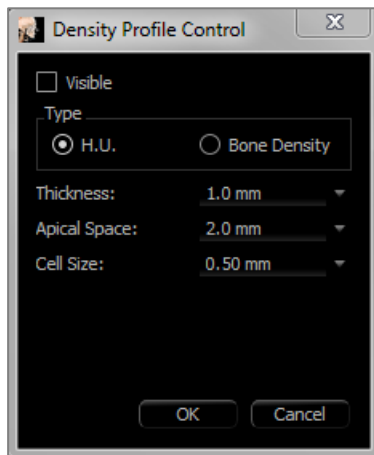 Density Profile Control
Visible
Type
H.U. Bone Density
Thickness: 1.0 mm
Apical Space: 2.0 mm
Cell Size: 0.50 mm
OK Cancel